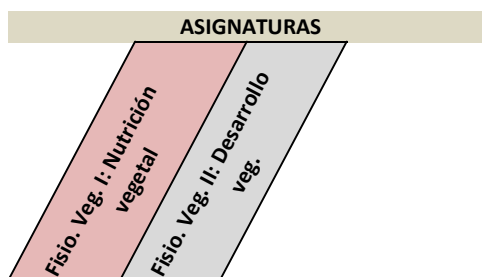 ASIGNATURAS
Fisio. Veg. I: Nutrición
vegetal
Fisio. Veg. II: Desarrollo
veg.